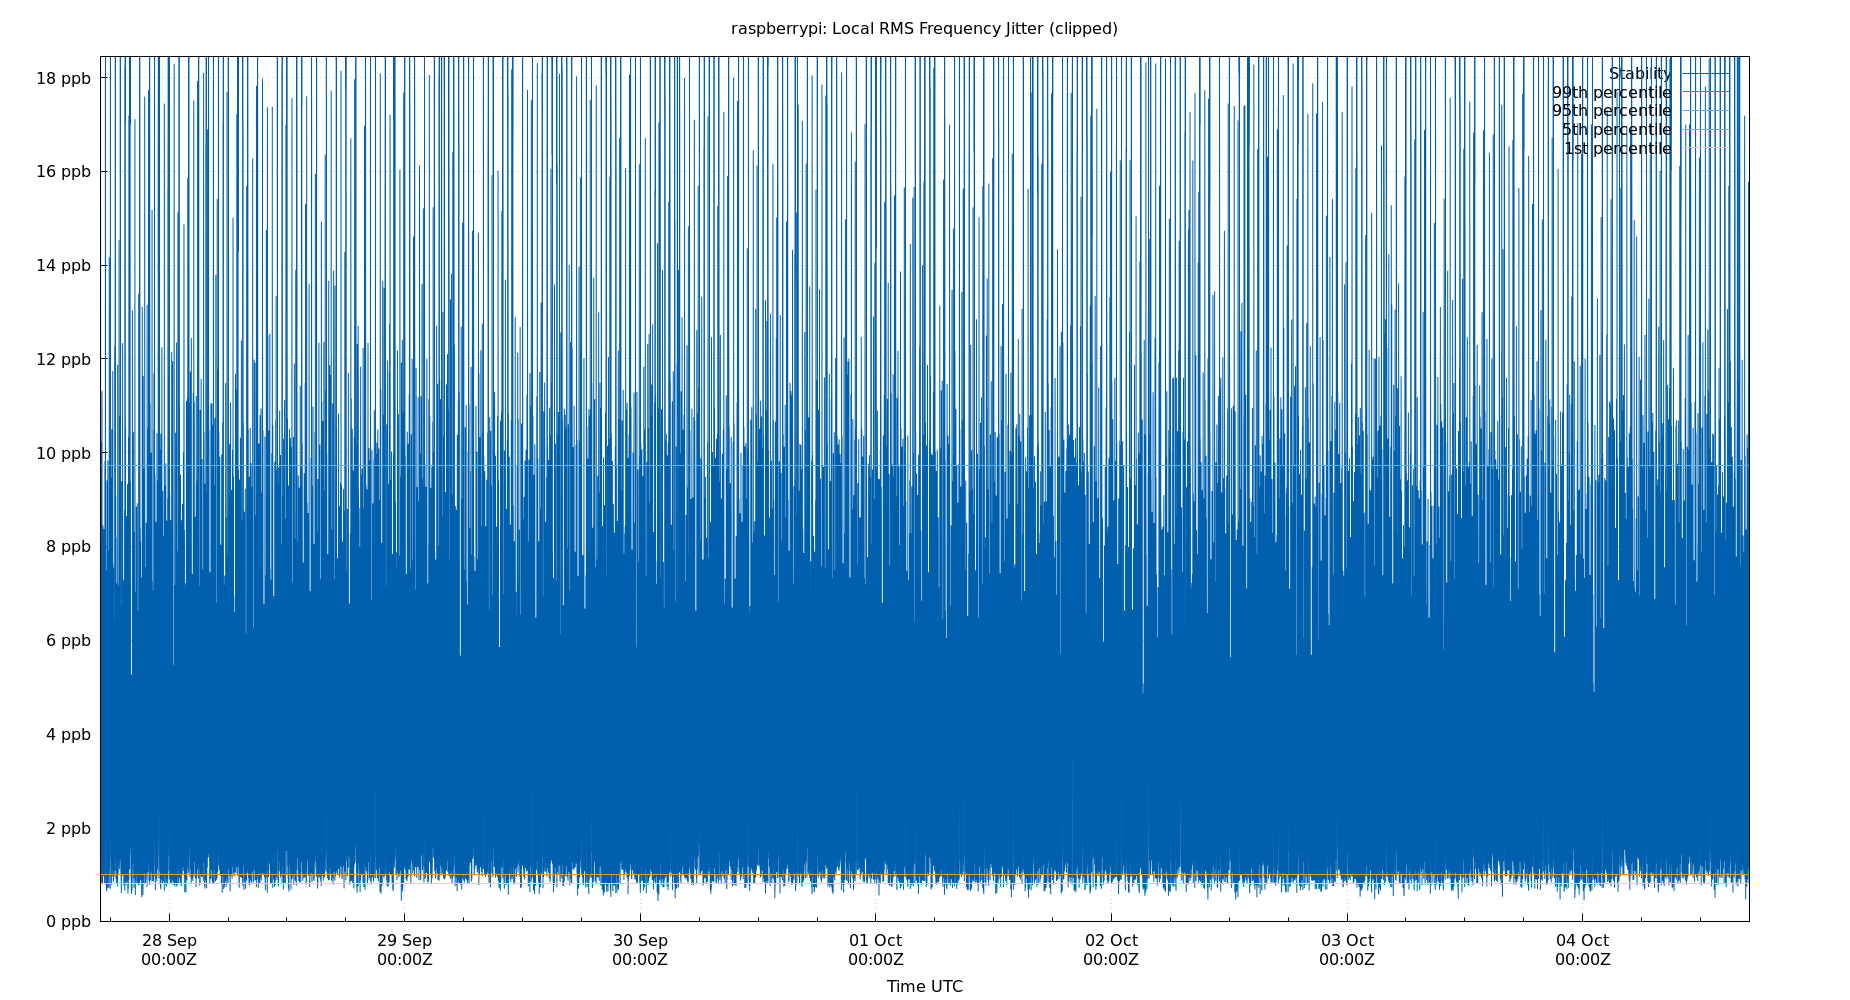 raspberrypi: Local RMS Frequency Jitter (clipped)
18 ppb
16 ppb
14 ppb
12 ppb
10 ppb
8 ppb
6 ppb
4 ppb
2 ppb
0 ppb
Stability
99th percentile
95th percentile
5th percentile
1st percentile
28 Sep 29 Sep 30 Sep 01 Oct 02 Oct 03 Oct 04 Oct
00:00Z 00:00Z 00:00Z 00:00Z 00:00Z 00:00Z 00:00Z
Time UTC